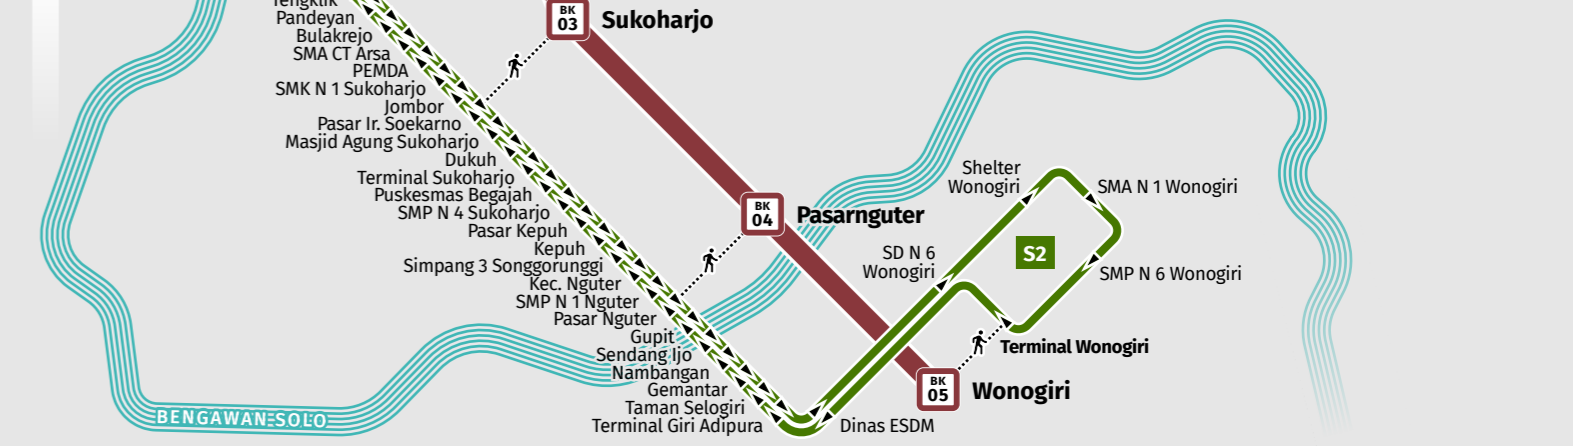 Tengklik
Pandeyan
Bulakrejo
SMA CT Arsa
PEMDA
SMK N 1 Sukoharjo
Jombor
Pasar Ir. Soekarno
Masjid Agung Sukoharjo
Dukuh
Terminal Sukoharjo
Puskesmas Begajah
SMP N 4 Sukoharjo
Pasar Kepuh
Kepuh
Simpang 3 Songgorunggi
Kec. Nguter
SMP N 1 Nguter
Pasar Nguter
Gupit
Sendang Ijo
Nambangan
Gemantar
Taman Selogiri
Terminal Giri Adipura
BK
03
Sukoharjo
BK
04
Pasarnguter
BK
05
Wonogiri
Shelter
Wonogiri
SMA N 1 Wonogiri
S2
SD N 6
Wonogiri
SMP N 6 Wonogiri
Terminal Wonogiri
Dinas ESDM
BENGAWAN SOLO